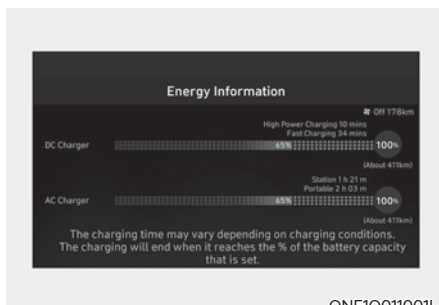 Energy Information
Off 178km
High Power Charging 10 mins
Fast Charging 34 mins
DC Charger 65% 100%
(About 411km)
Station 1 h 21 m
Portable 2 h 03 m
AC Charger 65% 100%
(About 411km)
The charging time may vary depending on charging conditions.
The charging will end when it reaches the % of the battery capacity
that is set.